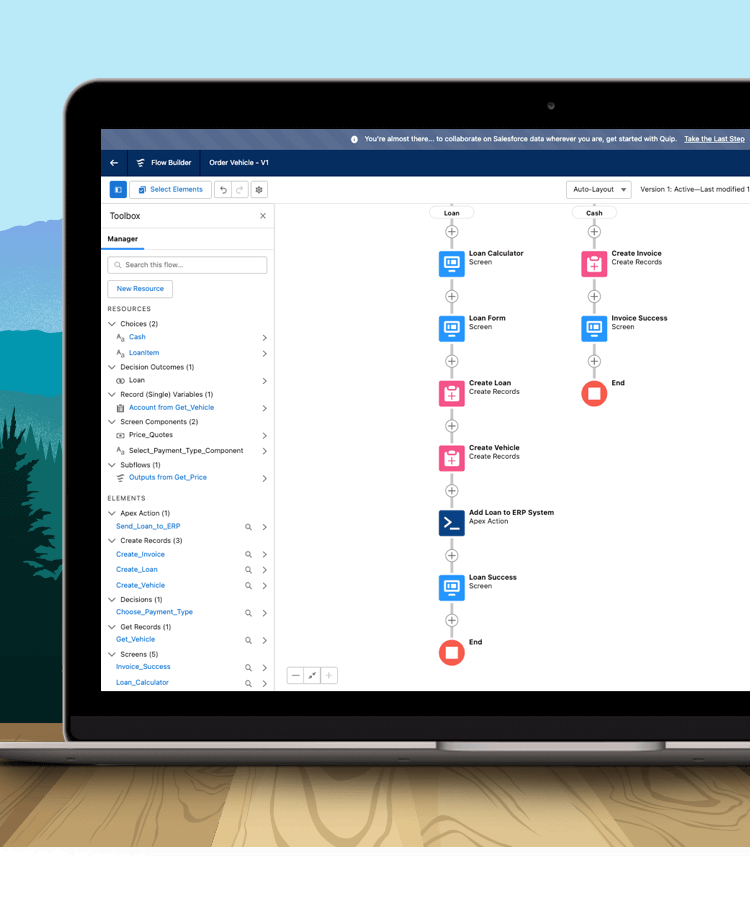 You're almost there... to collaborate on Salesforce data wherever you are, get started with Quip. Take the Last Step
Flow Builder
Order Vehicle - V1
Select Elements
Auto-Layout
Version 1: Active—Last modified 1
Toolbox
Manager
Search this flow...
New Resource
RESOURCES
Choices (2)
Cash
LoanItem
Decision Outcomes (1)
Loan
Record (Single) Variables (1)
Account from Get_Vehicle
Screen Components (2)
Price_Quotes
Select_Payment_Type_Component
Subflows (1)
Outputs from Get_Price
ELEMENTS
Apex Action (1)
Send_Loan_to_ERP
Create Records (3)
Create_Invoice
Create_Loan
Create_Vehicle
Decisions (1)
Choose_Payment_Type
Get Records (1)
Get_Vehicle
Screens (5)
Invoice_Success
Loan_Calculator
Loan
Loan Calculator
Screen
Loan Form
Screen
Create Loan
Create Records
Create Vehicle
Create Records
Add Loan to ERP System
Apex Action
Loan Success
Screen
End
Cash
Create Invoice
Create Records
Invoice Success
Screen
End